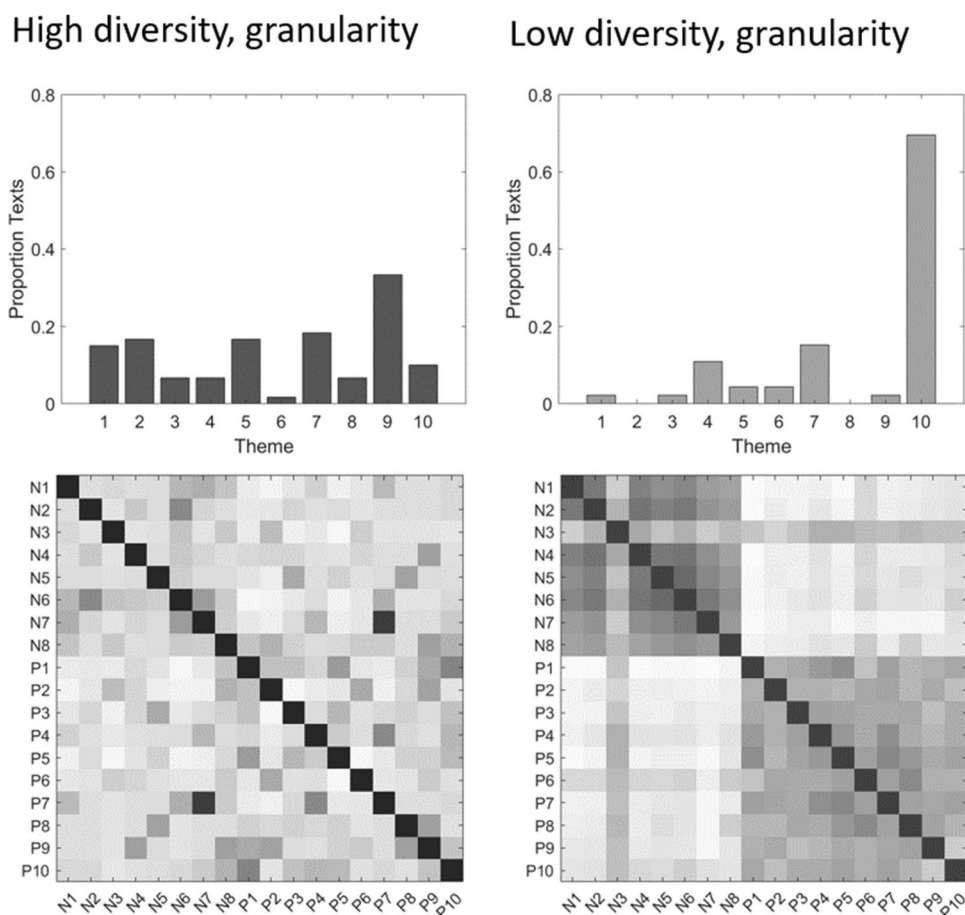 High diversity, granularity
Low diversity, granularity
0.8
0.6
0.4
0.2
0
Proportion Texts
1 2 3 4 5 6 7 8 9 10
Theme
0.8
0.6
0.4
0.2
0
Proportion Texts
1 2 3 4 5 6 7 8 9 10
Theme
N1
N2
N3
N4
N5
N6
N7
N8
P1
P2
P3
P4
P5
P6
P7
P8
P9
P10
N1 N2 N3 N4 N5 N6 N7 N8 P1 P2 P3 P4 P5 P6 P7 P8 P9 P10
N1
N2
N3
N4
N5
N6
N7
N8
P1
P2
P3
P4
P5
P6
P7
P8
P9
P10
N1 N2 N3 N4 N5 N6 N7 N8 P1 P2 P3 P4 P5 P6 P7 P8 P9 P10